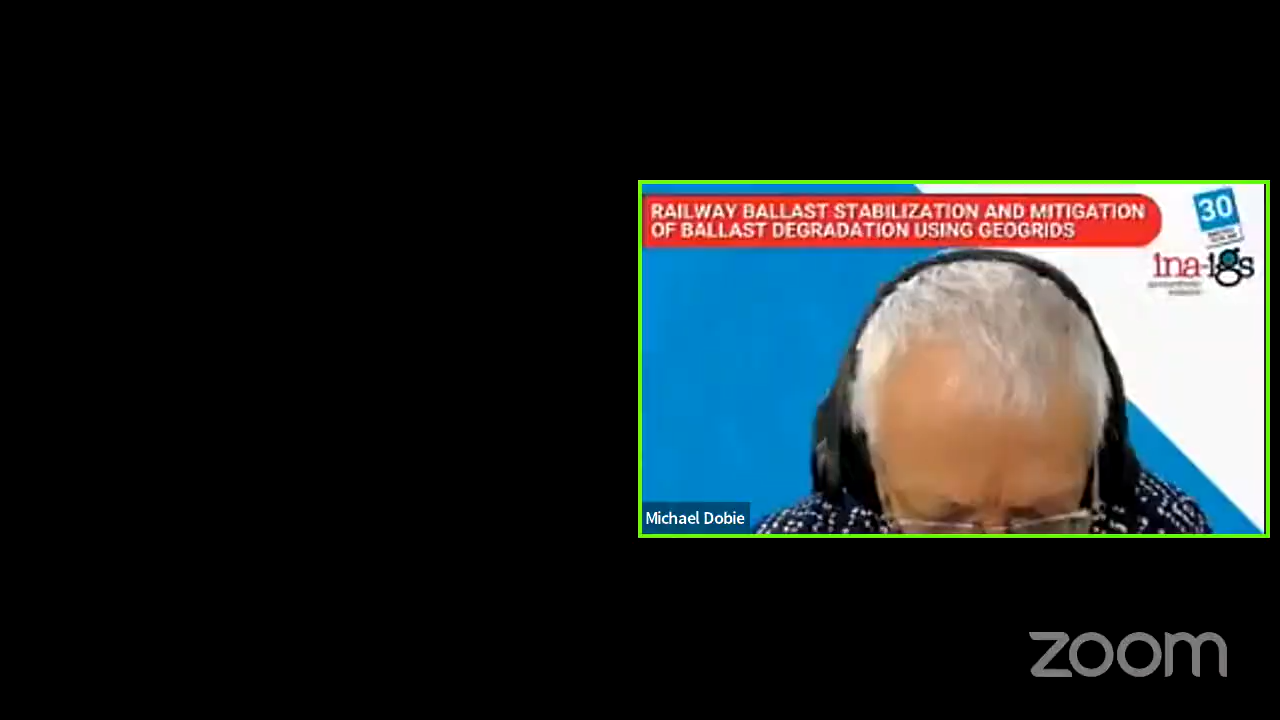 RAILWAY BALLAST STABILIZATION AND MITIGATION
OF BALLAST DEGRADATION USING GEOGRIDS
30
ina-igs
Michael Dobie
zoom